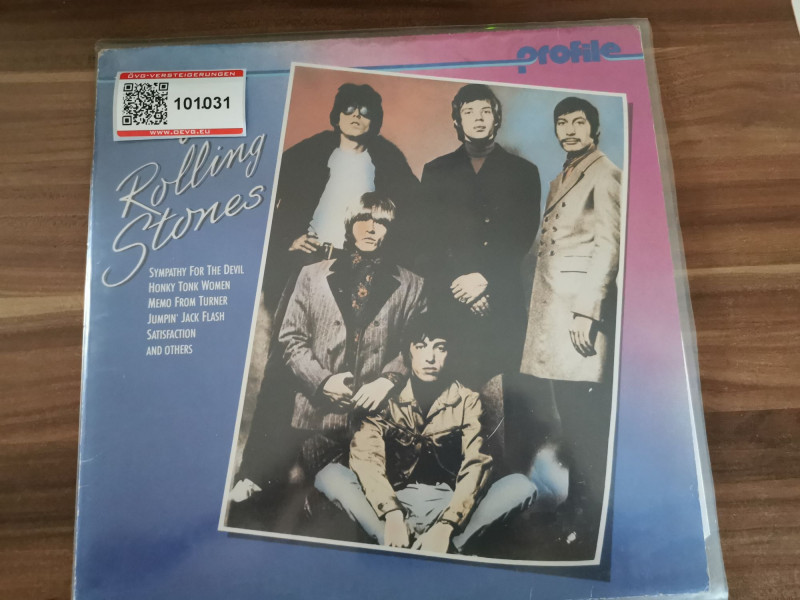 profile
ÖVG-VERSTEIGERUNGEN
101.031
WWW.OEVG.EU
Rolling
Stones
SYMPATHY FOR THE DEVIL
HONKY TONK WOMEN
MEMO FROM TURNER
JUMPIN' JACK FLASH
SATISFACTION
AND OTHERS